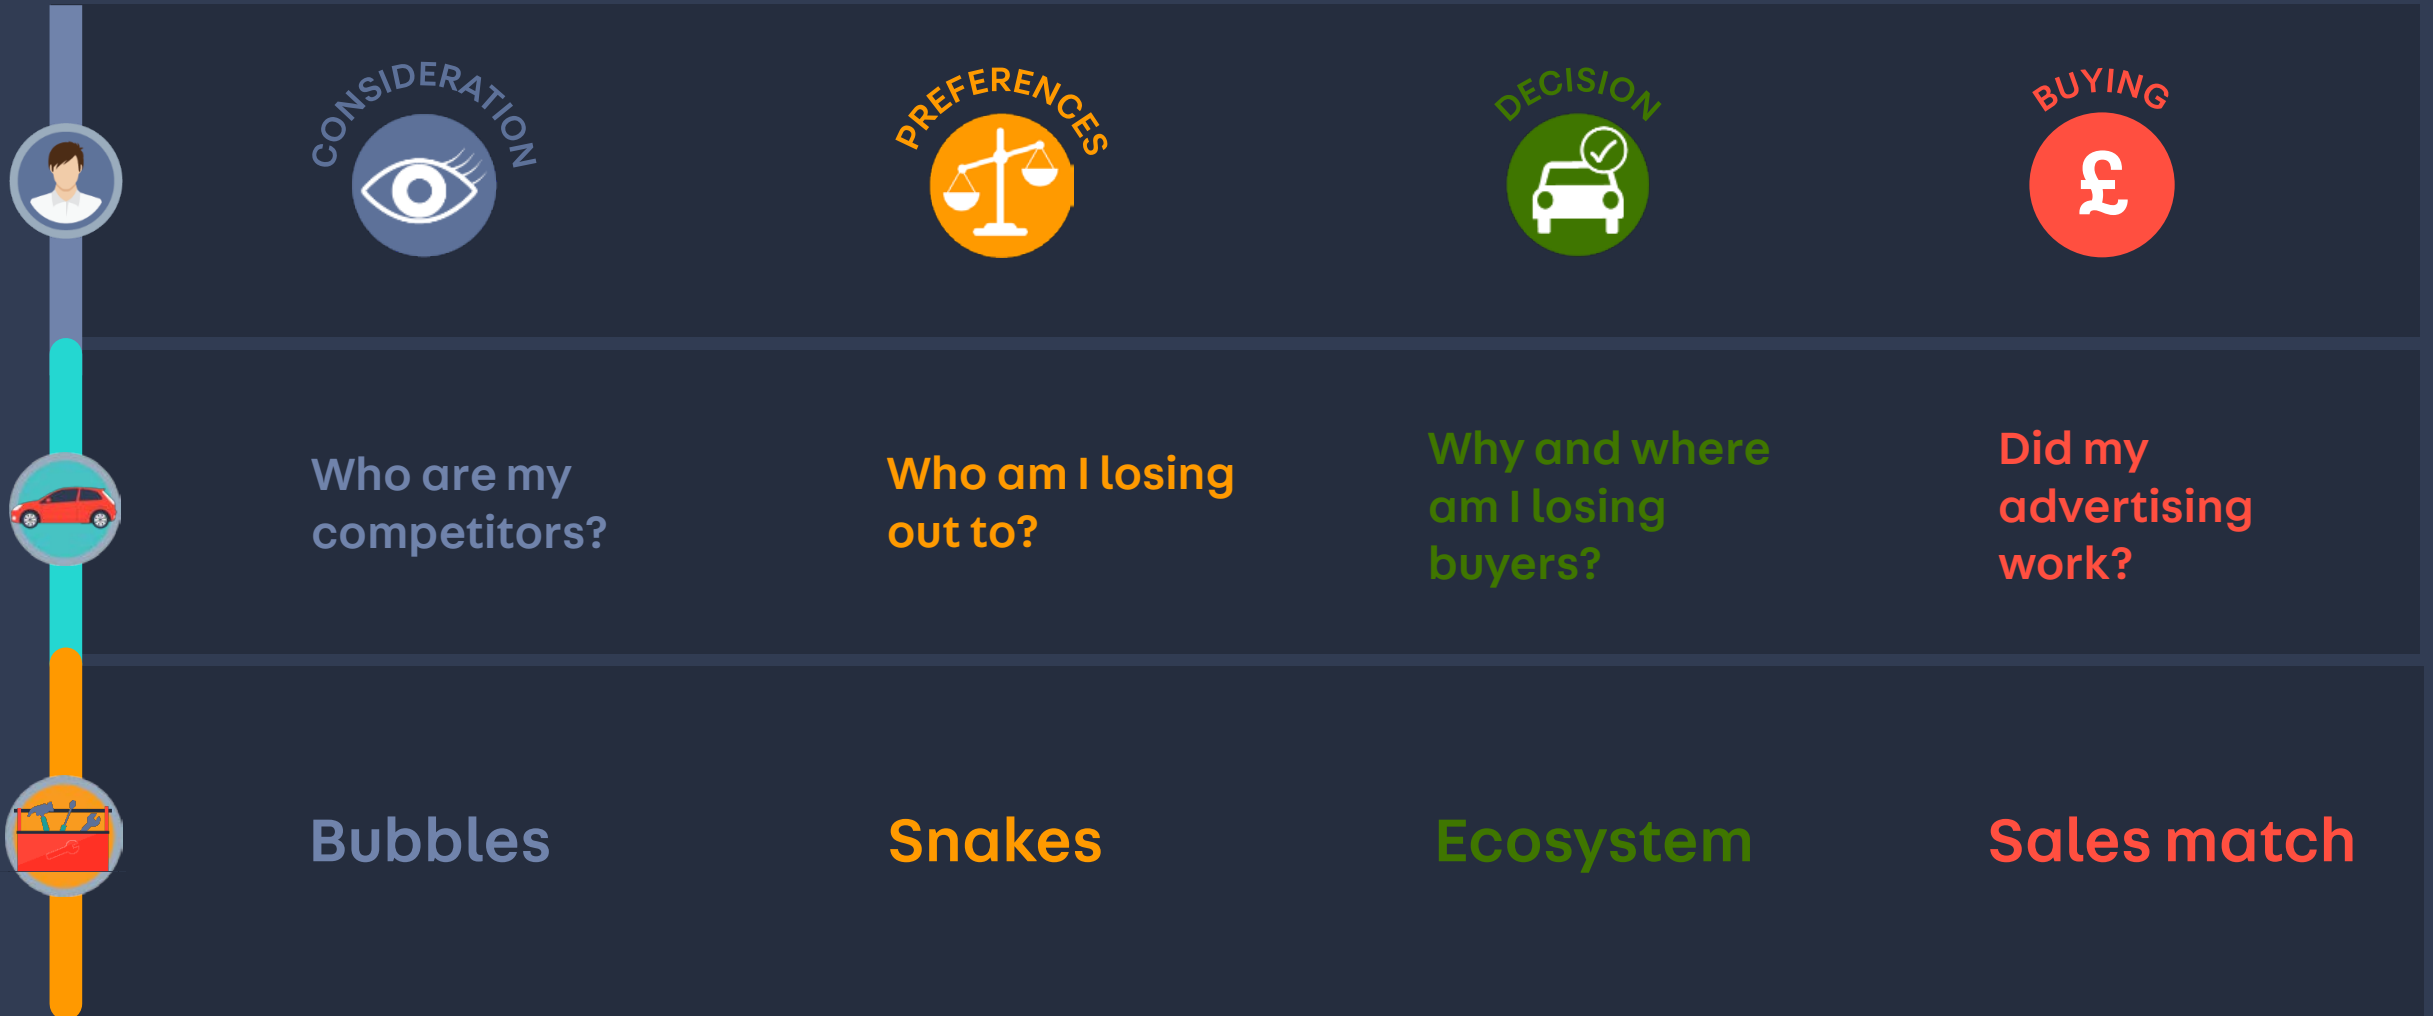 CONSIDERATION
PREFERENCES
DECISION
BUYING
£
Who are my
competitors?
Who am I losing
out to?
Why and where
am I losing
buyers?
Did my
advertising
work?
Bubbles
Snakes
Ecosystem
Sales match